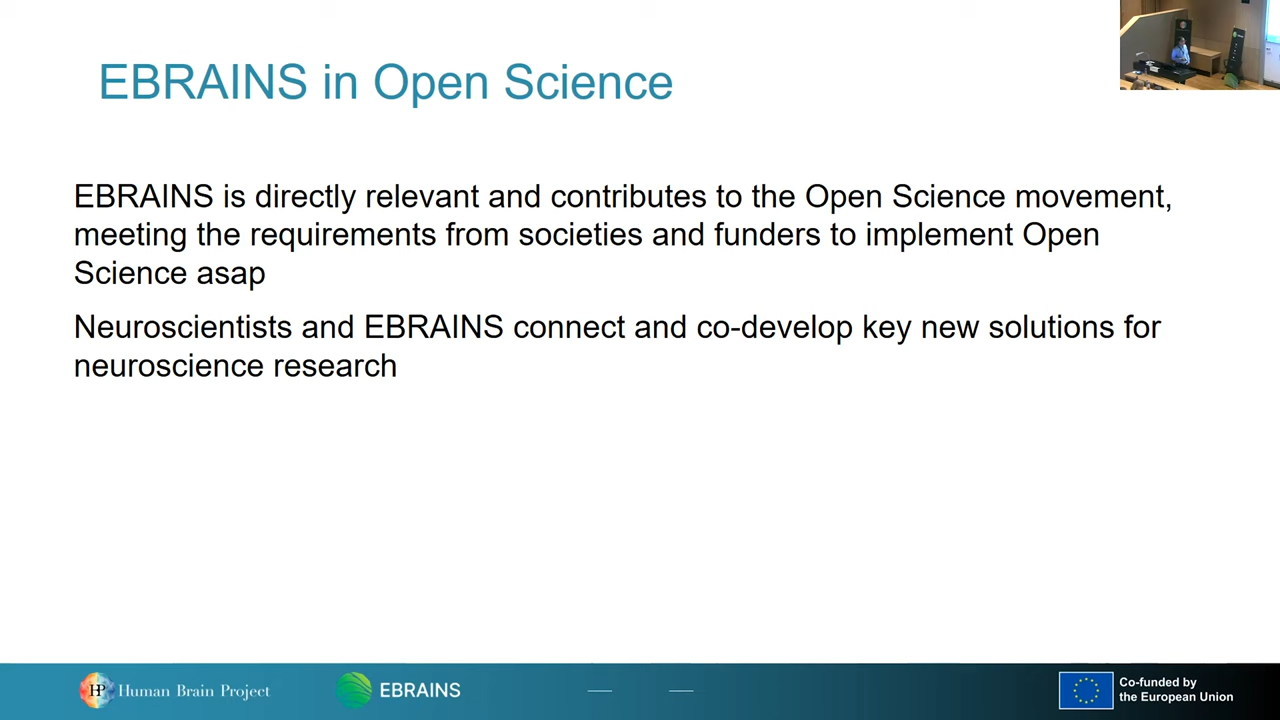 EBRAINS in Open Science
EBRAINS is directly relevant and contributes to the Open Science movement,
meeting the requirements from societies and funders to implement Open
Science asap
Neuroscientists and EBRAINS connect and co-develop key new solutions for
neuroscience research
HP Human Brain Project
EBRAINS
Co-funded by
the European Union